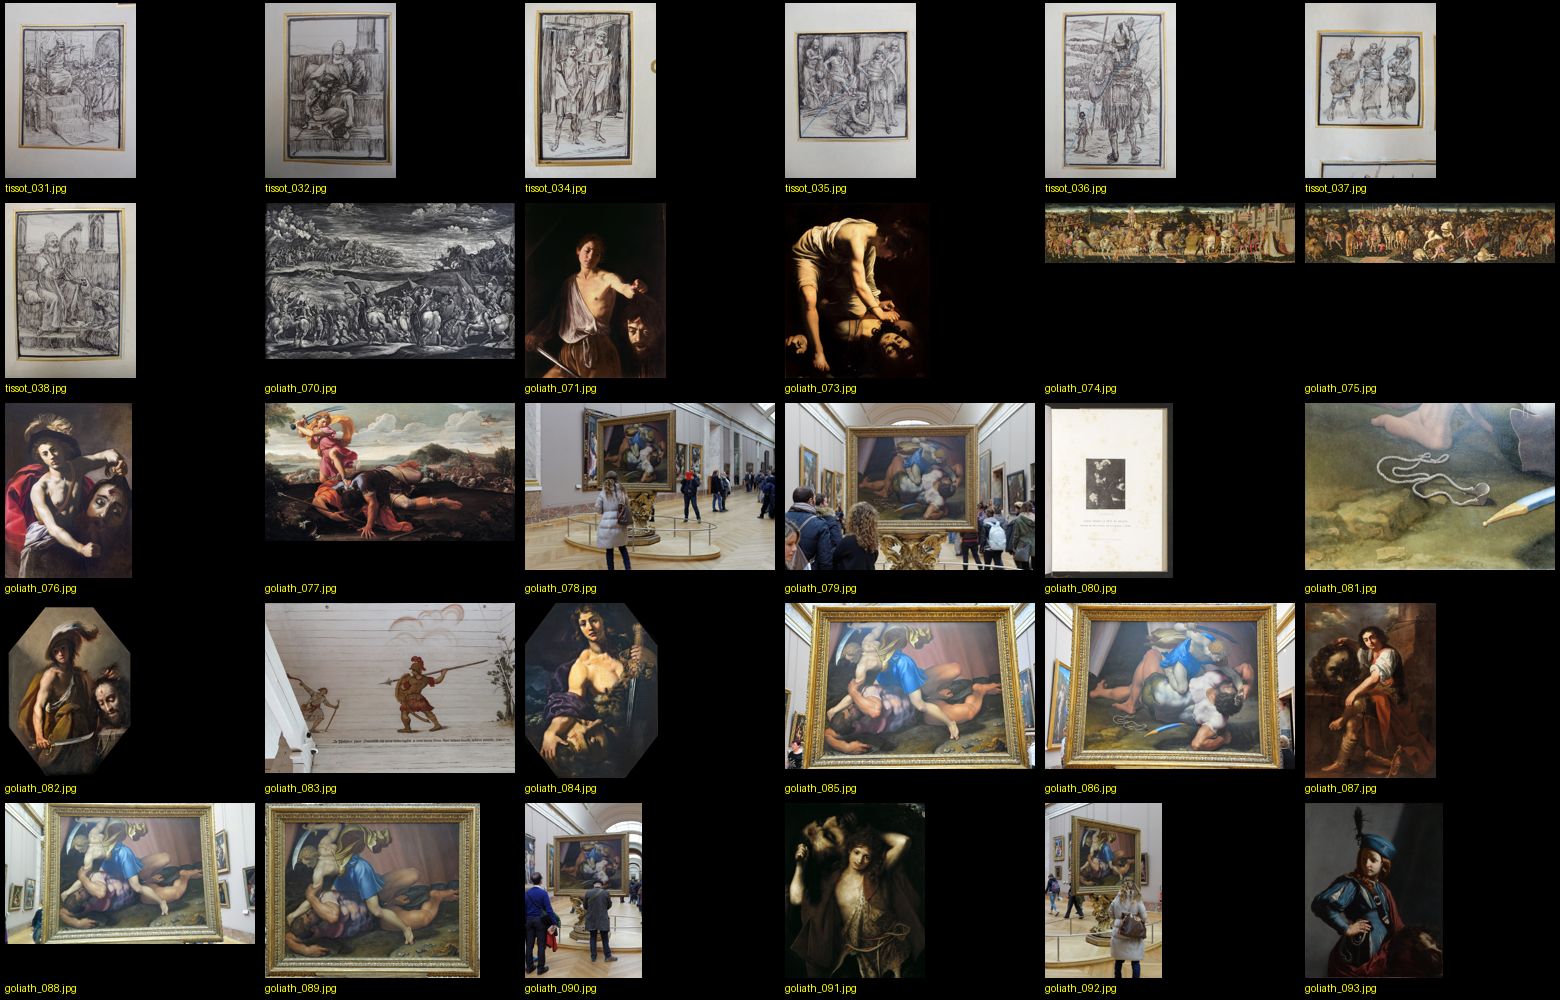 tissot_031.jpg
tissot_032.jpg
tissot_034.jpg
tissot_035.jpg
tissot_036.jpg
tissot_037.jpg
tissot_038.jpg
goliath_070.jpg
goliath_071.jpg
goliath_073.jpg
goliath_074.jpg
goliath_075.jpg
goliath_076.jpg
goliath_077.jpg
goliath_078.jpg
goliath_079.jpg
goliath_080.jpg
goliath_081.jpg
goliath_082.jpg
goliath_083.jpg
goliath_084.jpg
goliath_085.jpg
goliath_086.jpg
goliath_087.jpg
goliath_088.jpg
goliath_089.jpg
goliath_090.jpg
goliath_091.jpg
goliath_092.jpg
goliath_093.jpg